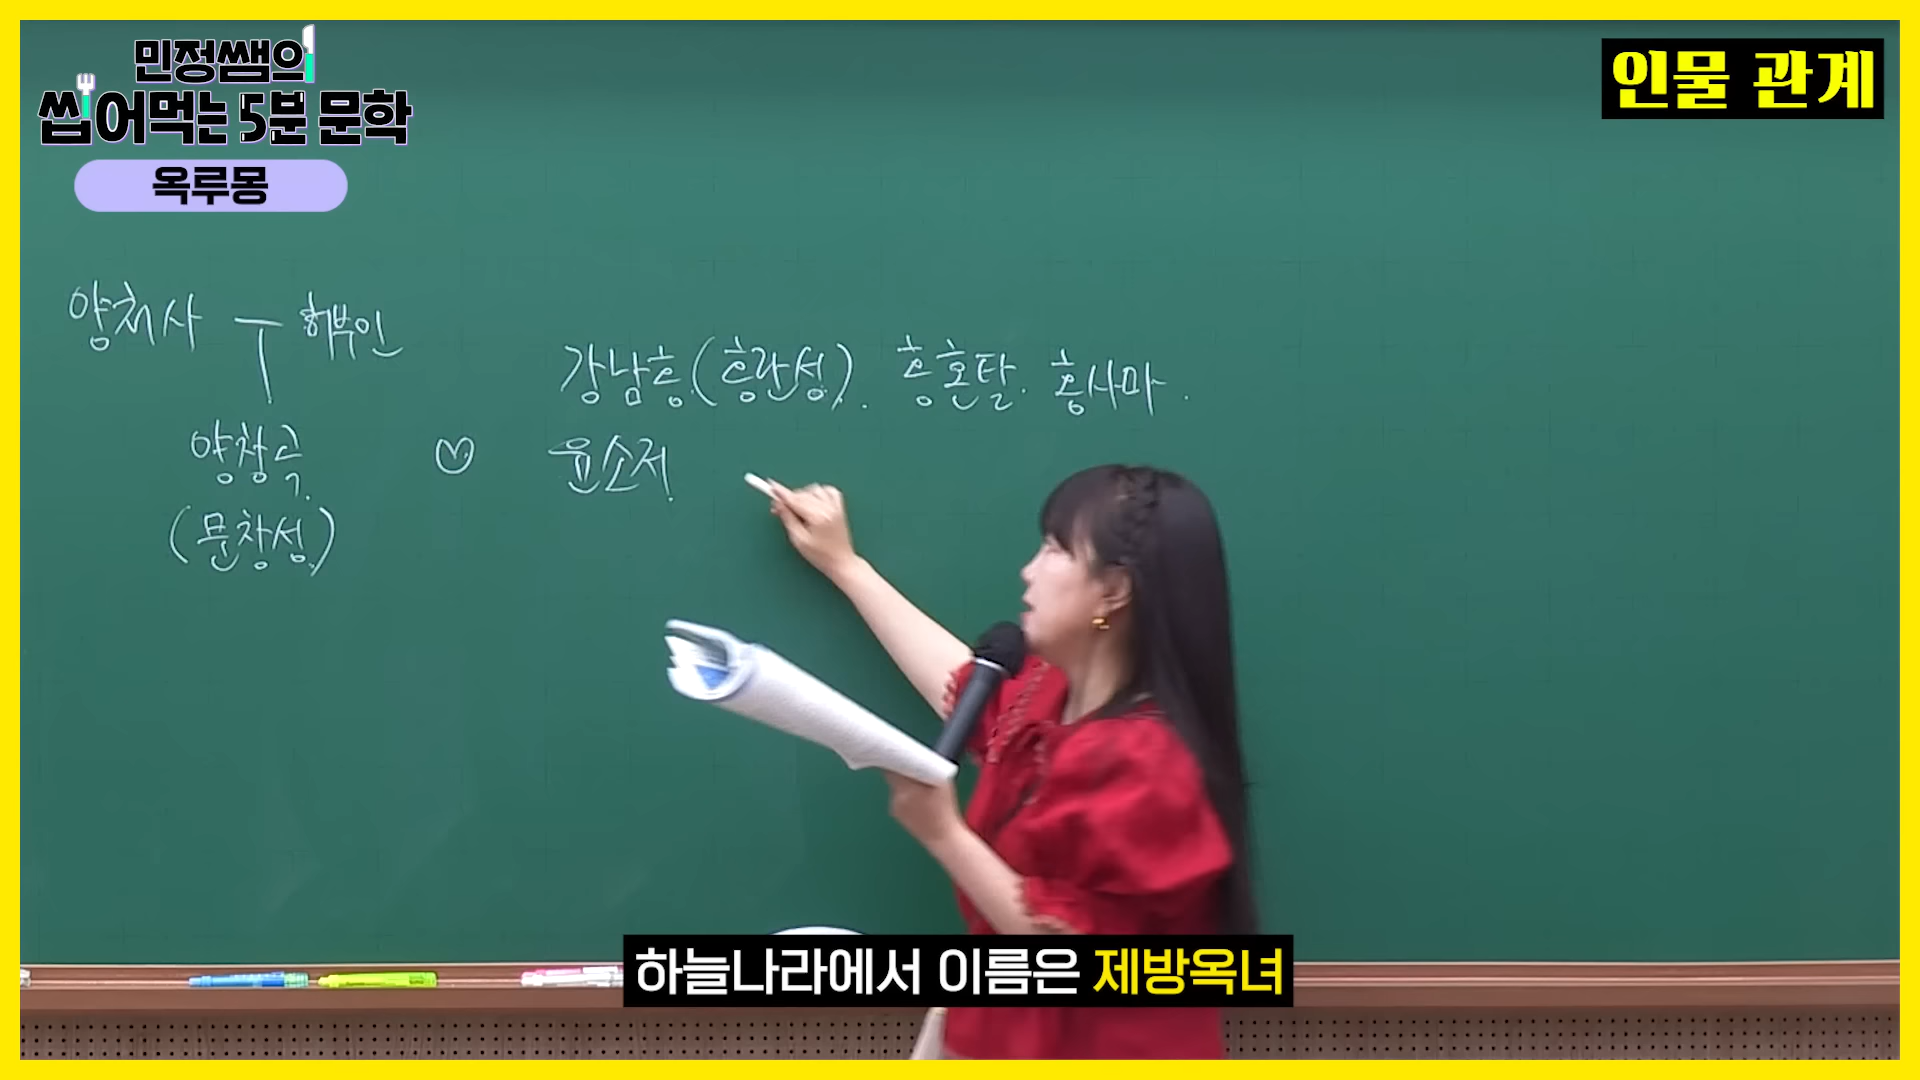 민정쌤의
씹어먹는 5분 문학
옥루몽
인물 관계
양처사 허부인
강남홍(홍란성). 홍혼탈. 홍사마.
양창곡. ♡ 윤소저.
(문창성)
하늘나라에서 이름은 제방옥녀